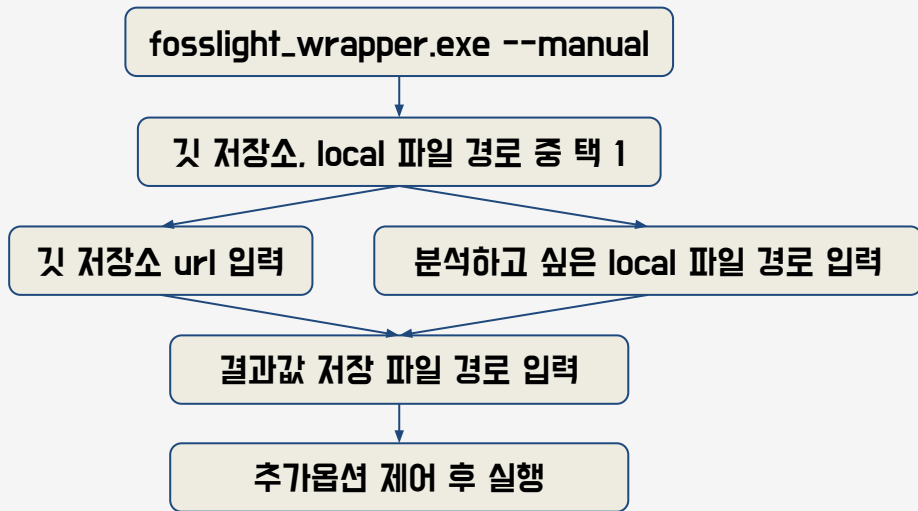 fosslight_wrapper.exe --manual
깃 저장소, local 파일 경로 중 택 1
깃 저장소 url 입력
분석하고 싶은 local 파일 경로 입력
결과값 저장 파일 경로 입력
추가옵션 제어 후 실행